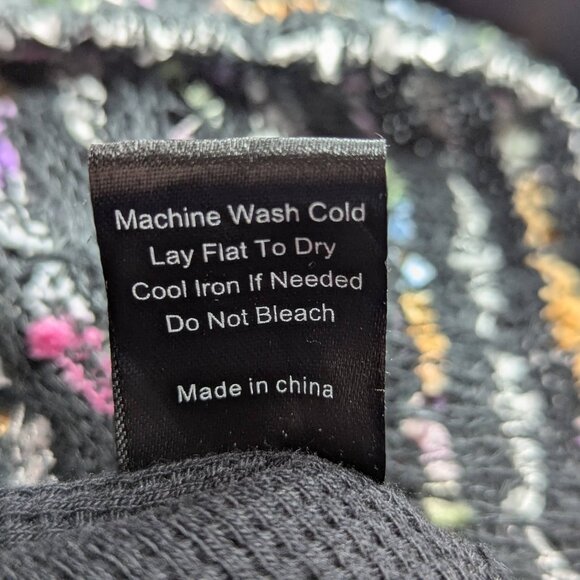 Machine Wash Cold
Lay Flat To Dry
Cool Iron If Needed
Do Not Bleach
Made in china